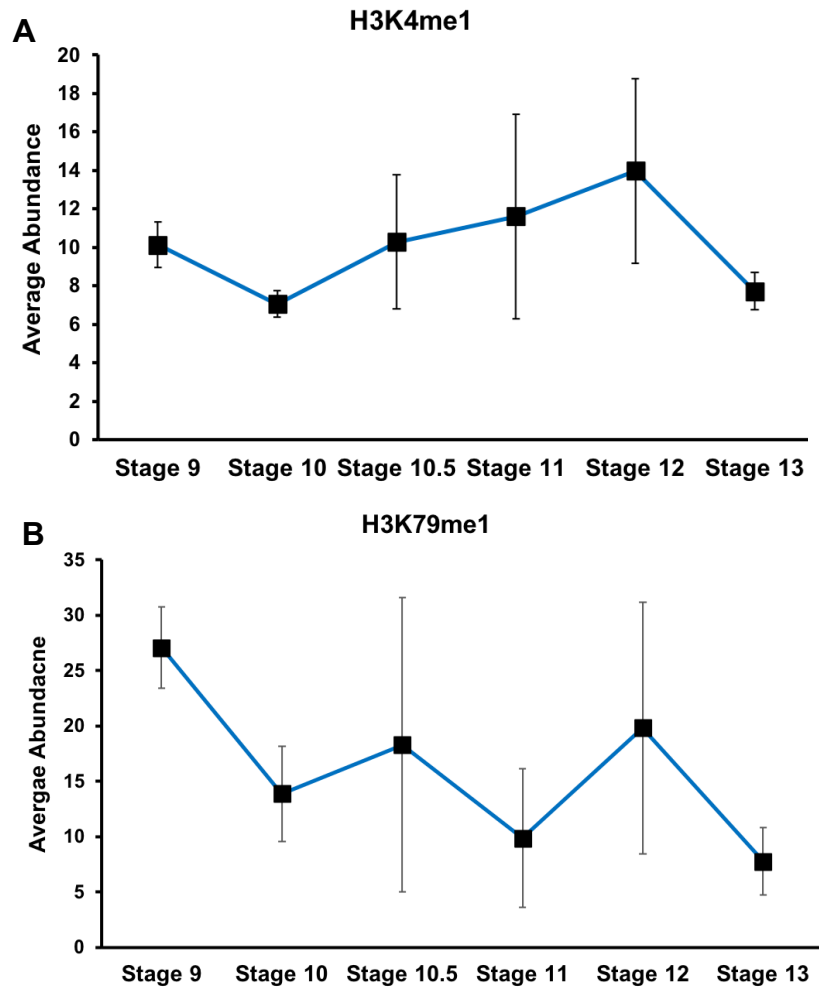 A
H3K4me1
Average Abundance
20
18
16
14
12
10
8
6
4
2
0
Stage 9 Stage 10 Stage 10.5 Stage 11 Stage 12 Stage 13
B
H3K79me1
Avergae Abundacne
35
30
25
20
15
10
5
0
Stage 9 Stage 10 Stage 10.5 Stage 11 Stage 12 Stage 13